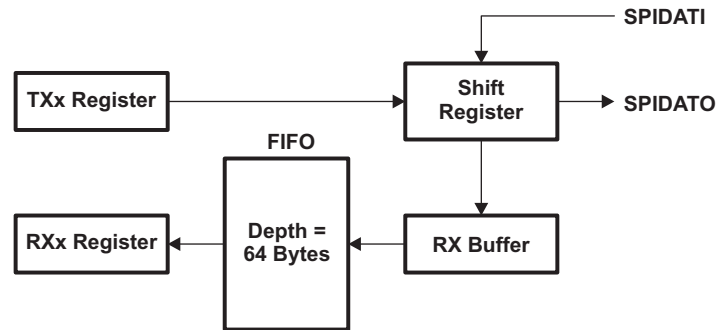 SPIDATI
TXx Register
Shift
Register
SPIDATO
FIFO
RXx Register
Depth =
64 Bytes
RX Buffer